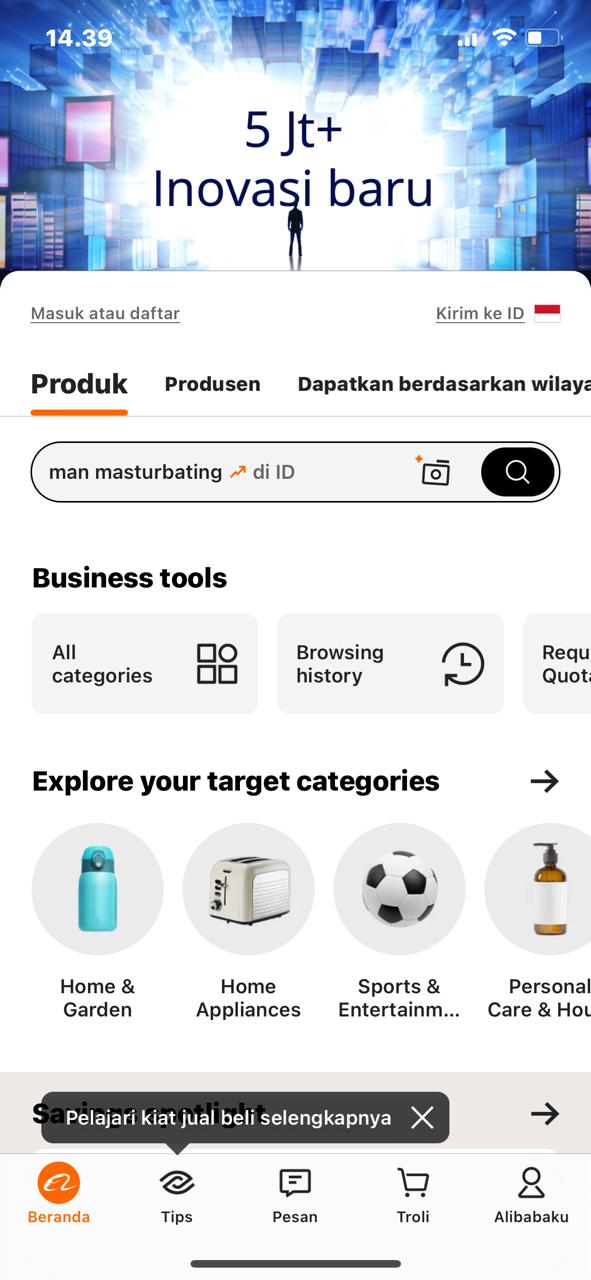 14.39
5 Jt+
Inovasi baru
Masuk atau daftar
Kirim ke ID
Produk
Produsen
Dapatkan berdasarkan wilaya
man masturbating di ID
Business tools
All
categories
Browsing
history
Requ
Quota
Explore your target categories
Home &
Garden
Home
Appliances
Sports &
Entertainm...
Personal
Care & Hou
Savings spotlight
Pelajari kiat jual beli selengkapnya
Beranda
Tips
Pesan
Troli
Alibabaku